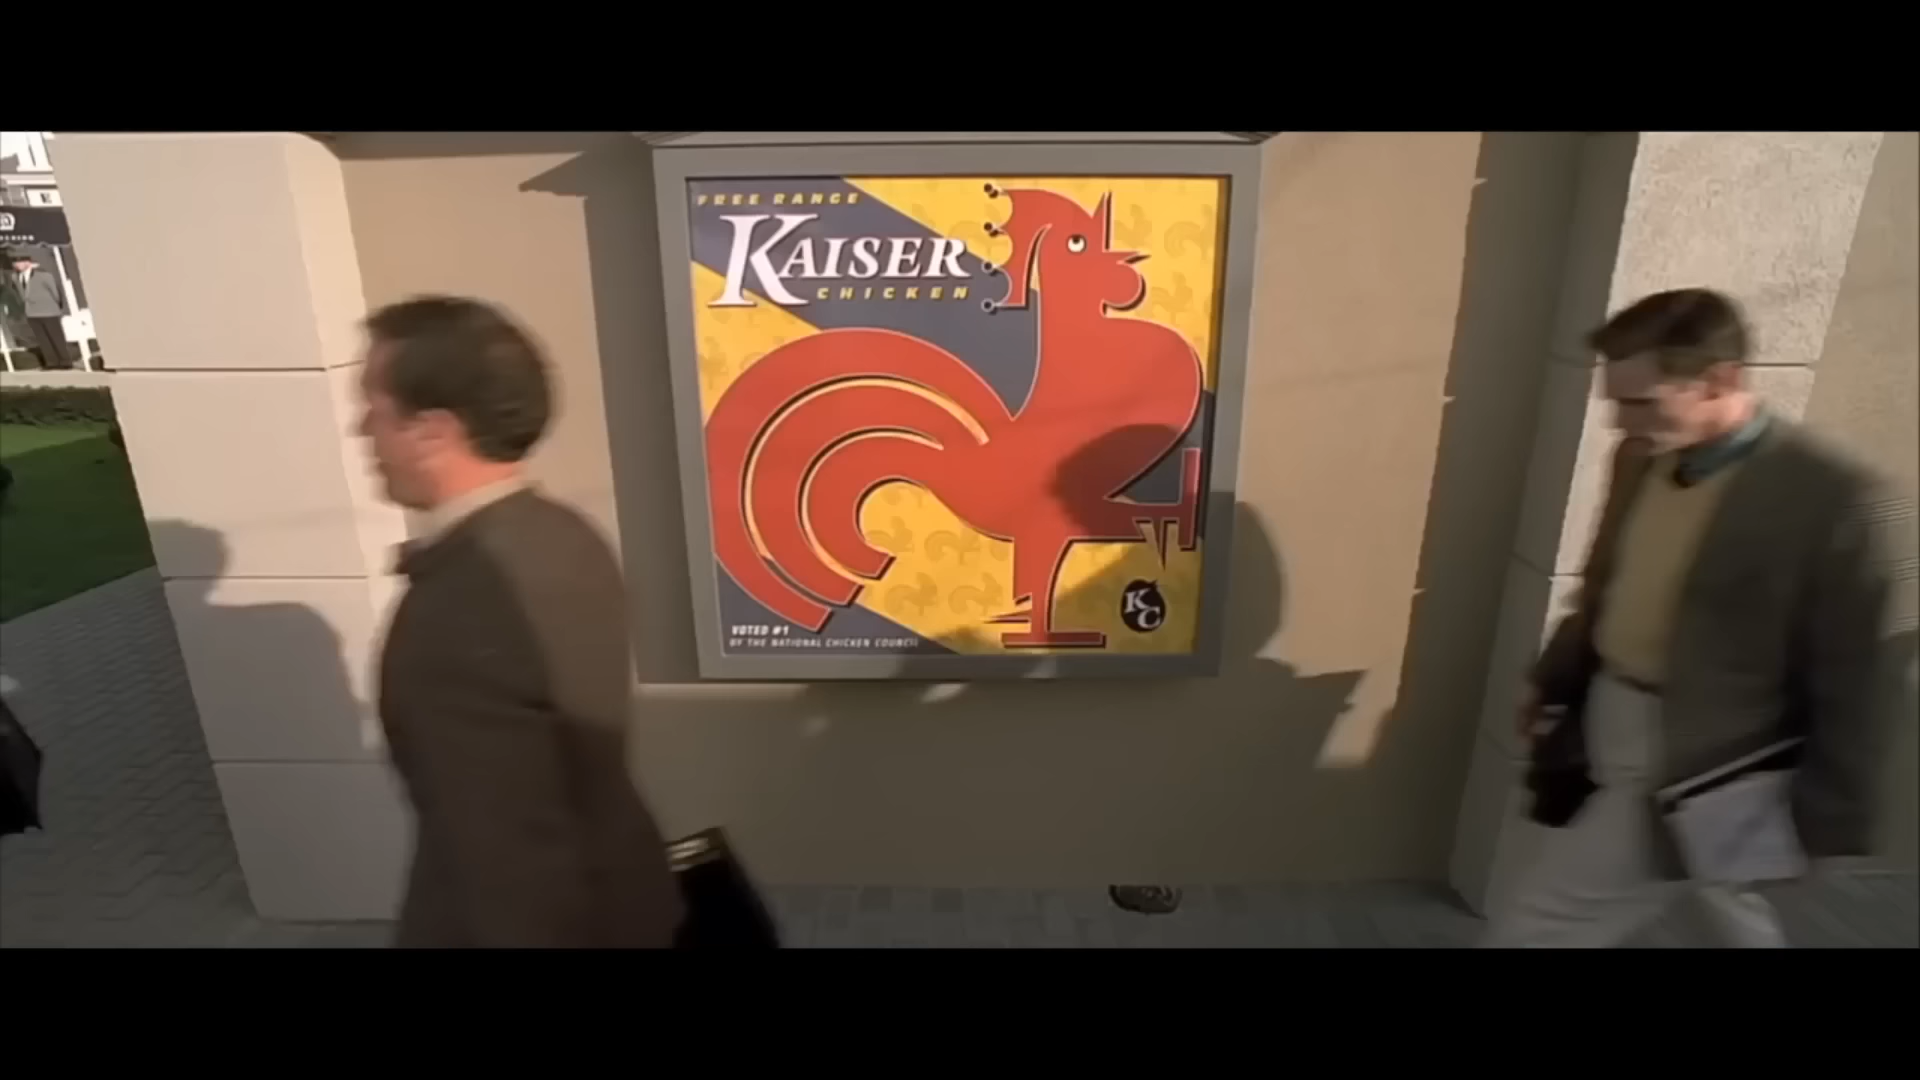 FREE RANGE
KAISER
CHICKEN
KC
VOTED #1
BY THE NATIONAL CHICKEN COUNCIL